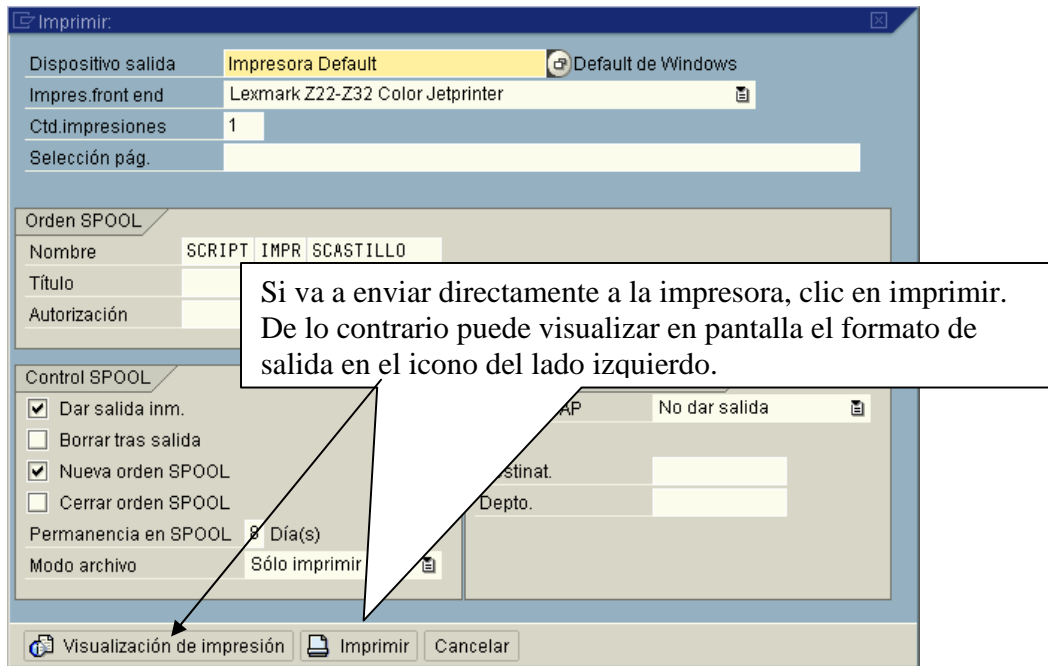 Imprimir:
Dispositivo salida Impresora Default Default de Windows
Impres.front end Lexmark Z22-Z32 Color Jetprinter
Ctd.impresiones 1
Selección pág.
Orden SPOOL
Nombre SCRIPT IMPR SCASTILLO
Título
Autorización
Si va a enviar directamente a la impresora, clic en imprimir.
De lo contrario puede visualizar en pantalla el formato de
salida en el icono del lado izquierdo.
Control SPOOL
Dar salida inm.
Borrar tras salida
Nueva orden SPOOL
Cerrar orden SPOOL
Permanencia en SPOOL 8 Día(s)
Modo archivo Sólo imprimir
No dar salida
Depto.
Visualización de impresión Imprimir Cancelar